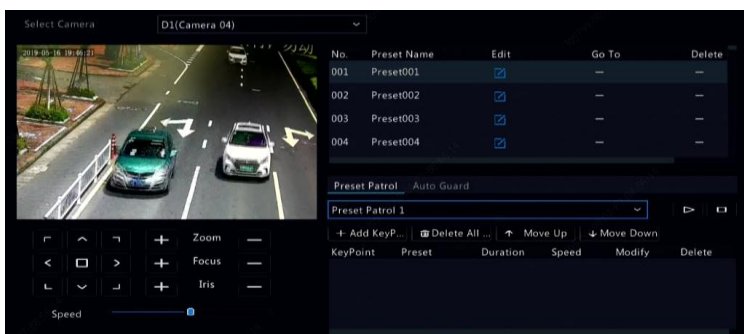 Select Camera
D1(Camera 04)
2019-05-16 19:46:21
No. Preset Name Edit Go To Delete
001 Preset001
002 Preset002
003 Preset003
004 Preset004
Preset Patrol Auto Guard
Preset Patrol 1
Add KeyP... Delete All ... Move Up Move Down
KeyPoint Preset Duration Speed Modify Delete
Zoom
Focus
Iris
Speed